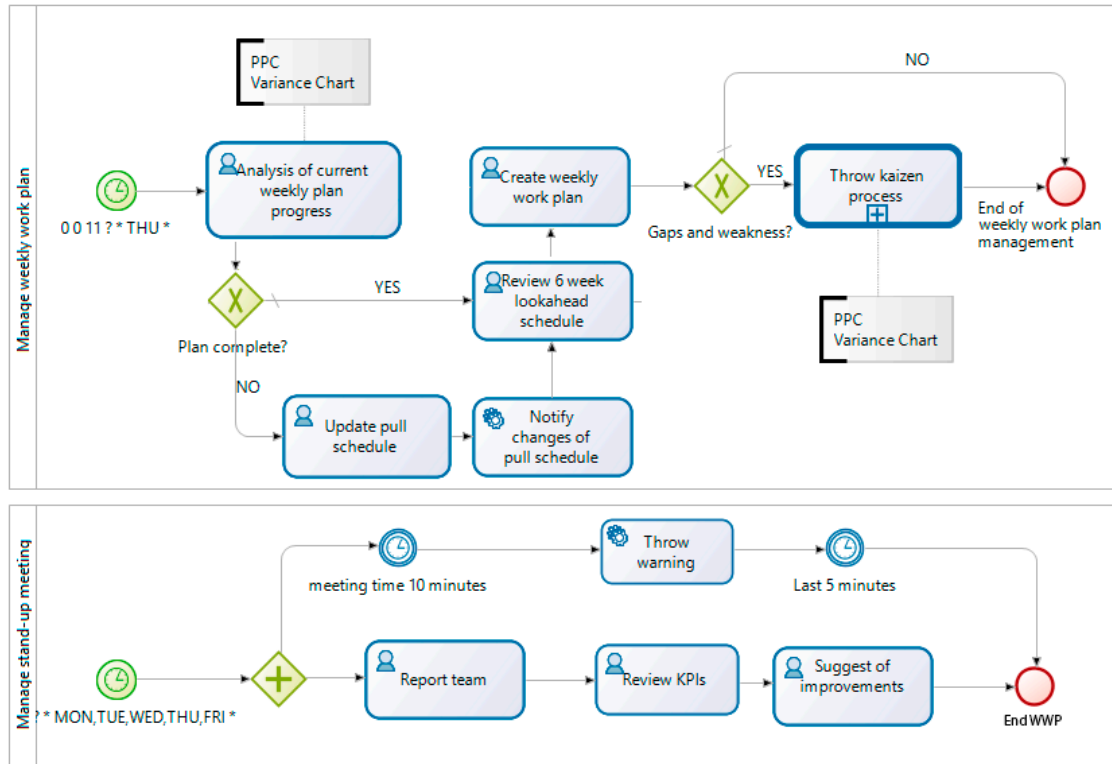 Manage weekly work plan
PPC
Variance Chart
NO
Analysis of current
weekly plan
progress
Create weekly
work plan
YES
Throw kaizen
process
0 0 11 ? * THU *
Gaps and weakness?
End of
weekly work plan
management
YES
Review 6 week
lookahead
schedule
Plan complete?
PPC
Variance Chart
NO
Update pull
schedule
Notify
changes of
pull schedule
Manage stand-up meeting
Throw
warning
meeting time 10 minutes
Last 5 minutes
Report team
Review KPIs
Suggest of
improvements
? * MON,TUE,WED,THU,FRI *
End WWP